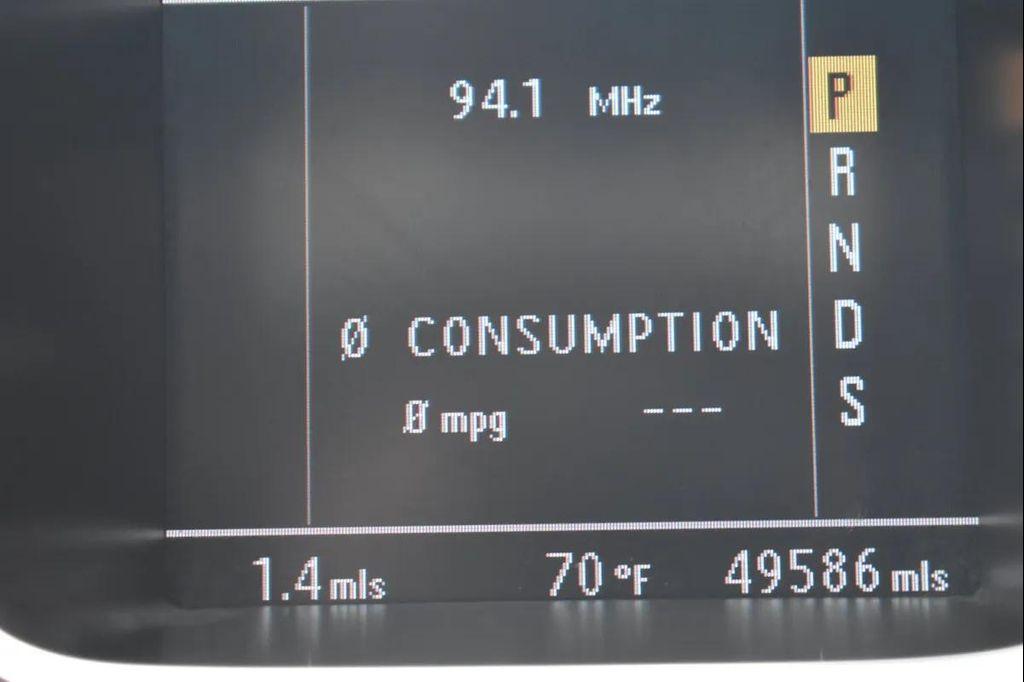 94.1 MHz
P
R
N
D
S
Ø CONSUMPTION
Ø mpg ---
1.4 mls 70 °F 49586 mls